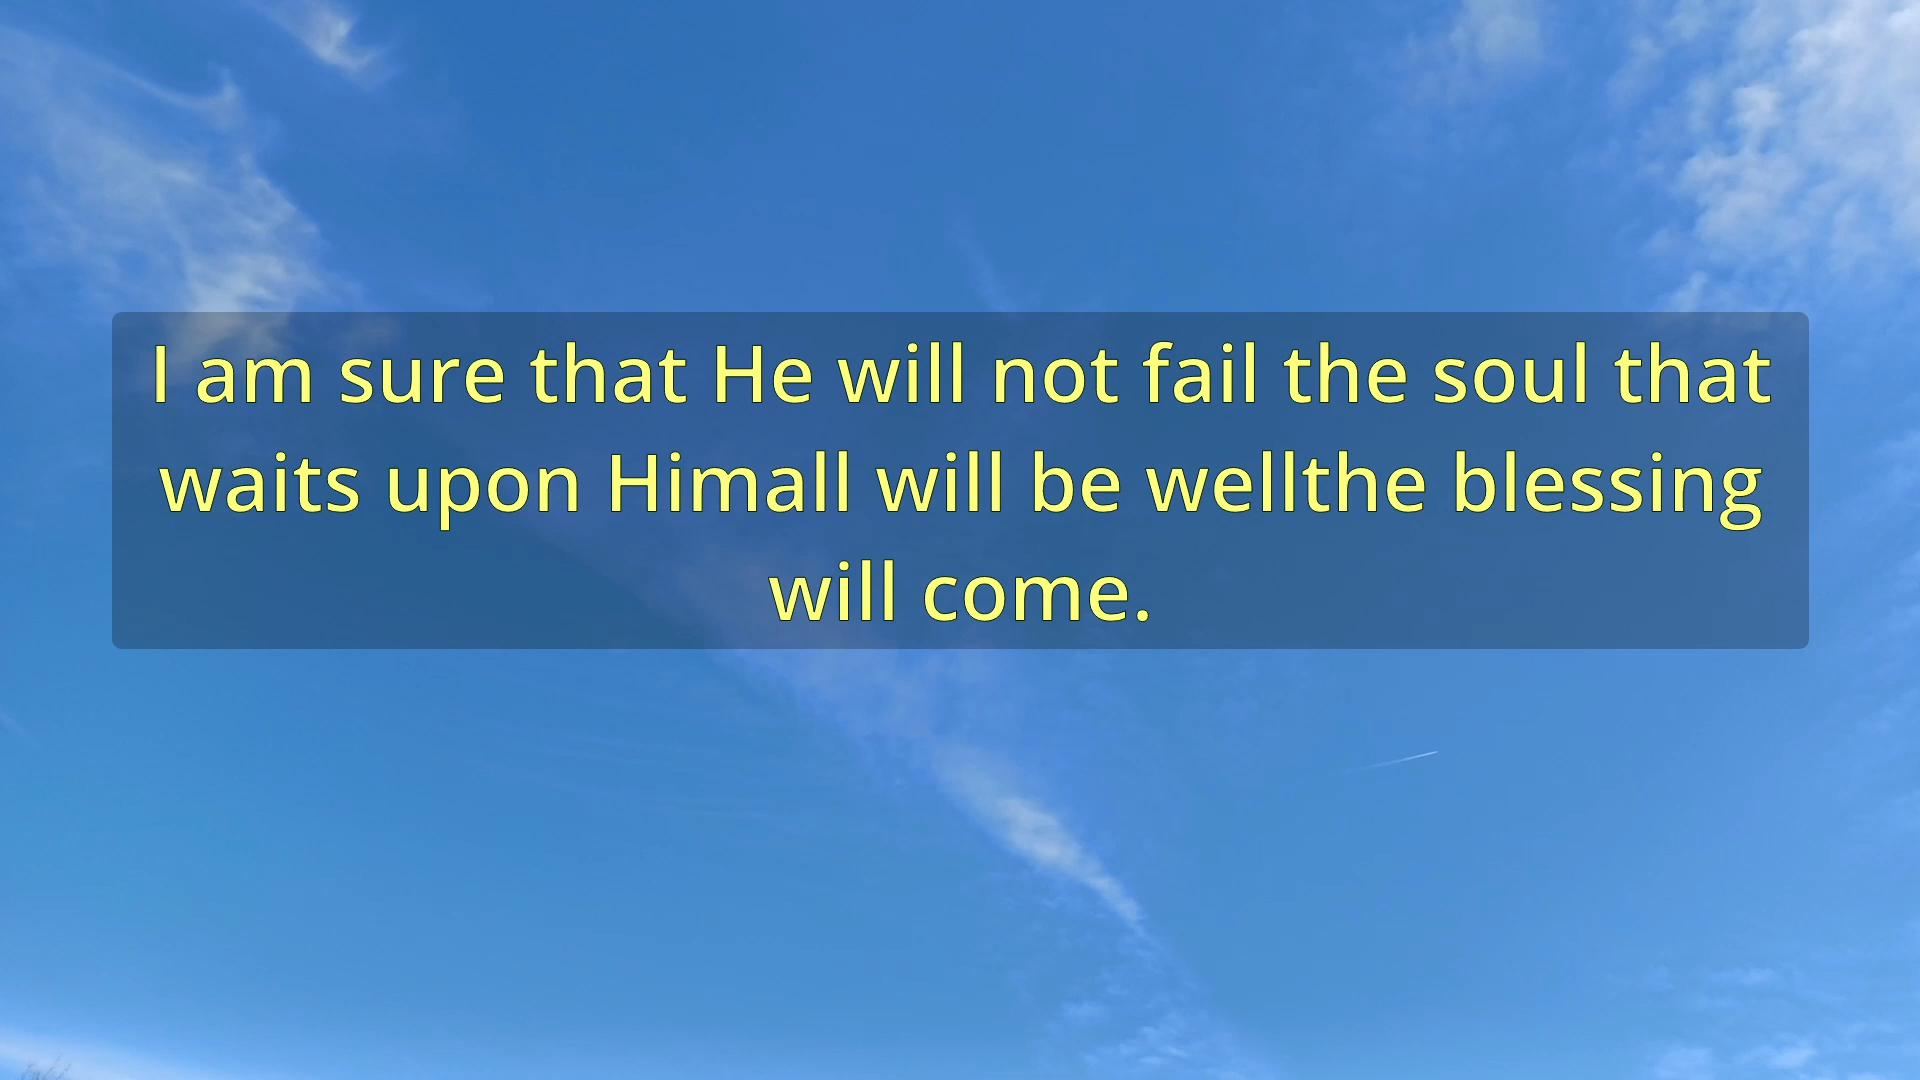 I am sure that He will not fail the soul that
waits upon Himall will be wellthe blessing
will come.